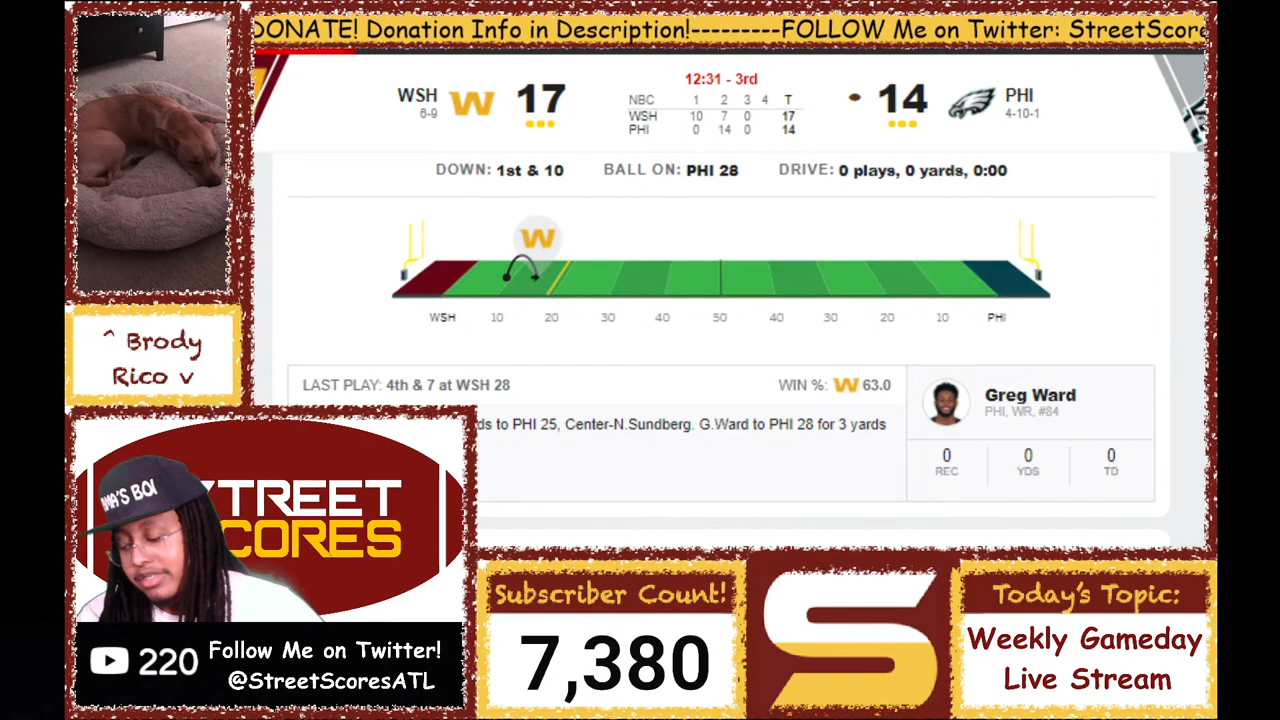 DONATE! Donation Info in Description!---------FOLLOW Me on Twitter: StreetScore
WSH
6-9
W
17
12:31 - 3rd
NBC 1 2 3 4 T
WSH 10 7 0 17
PHI 0 14 0 14
14
PHI
4-10-1
DOWN: 1st & 10 BALL ON: PHI 28 DRIVE: 0 plays, 0 yards, 0:00
W
WSH 10 20 30 40 50 40 30 20 10 PHI
LAST PLAY: 4th & 7 at WSH 28 WIN %: W 63.0
ds to PHI 25, Center-N.Sundberg. G.Ward to PHI 28 for 3 yards
Greg Ward
PHI, WR, #84
0 0 0
REC YDS TD
^ Brody
Rico v
TREET
CORES
MA'S BOI
220
Follow Me on Twitter!
@StreetScoresATL
Subscriber Count!
7,380
S
Today's Topic:
Weekly Gameday
Live Stream